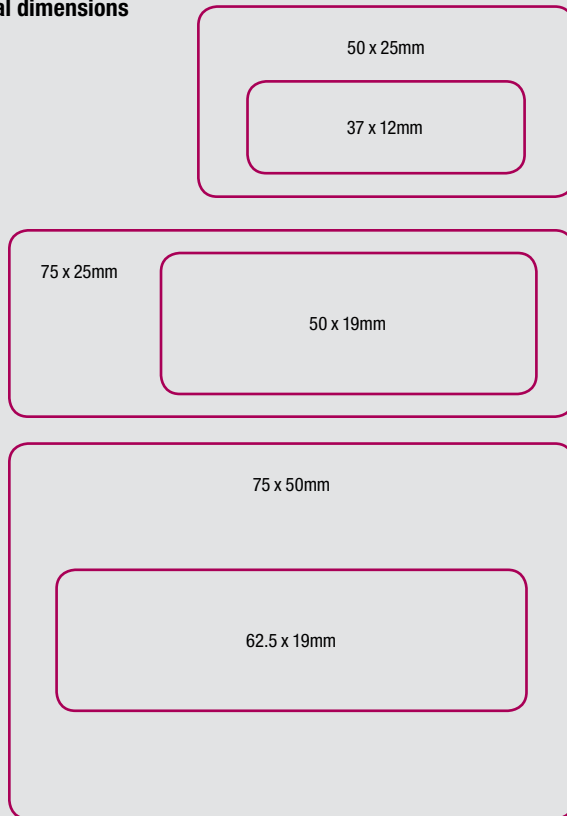 al dimensions
50 x 25mm
37 x 12mm
75 x 25mm
50 x 19mm
75 x 50mm
62.5 x 19mm